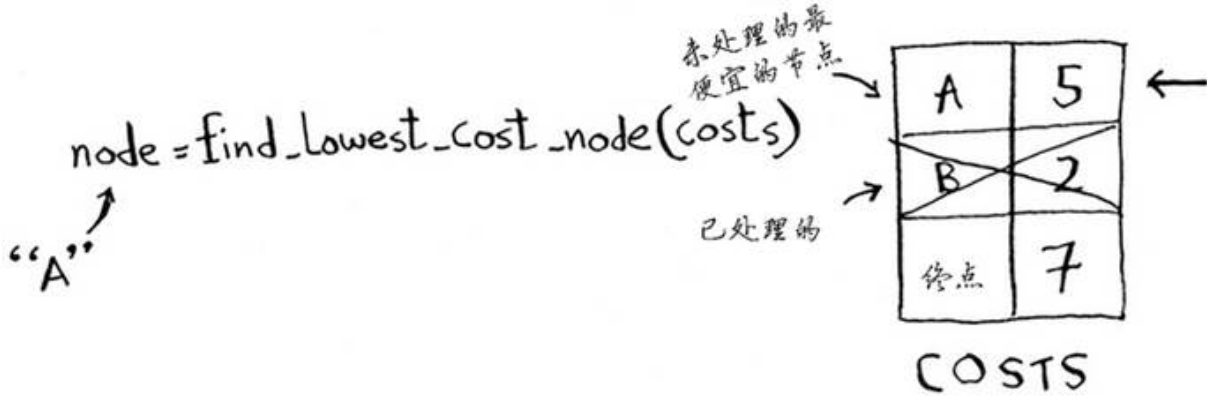 未处理的最
便宜的节点
node = find_lowest_cost_node(costs)
"A"
已处理的
A 5
B 2
终点 7
COSTS